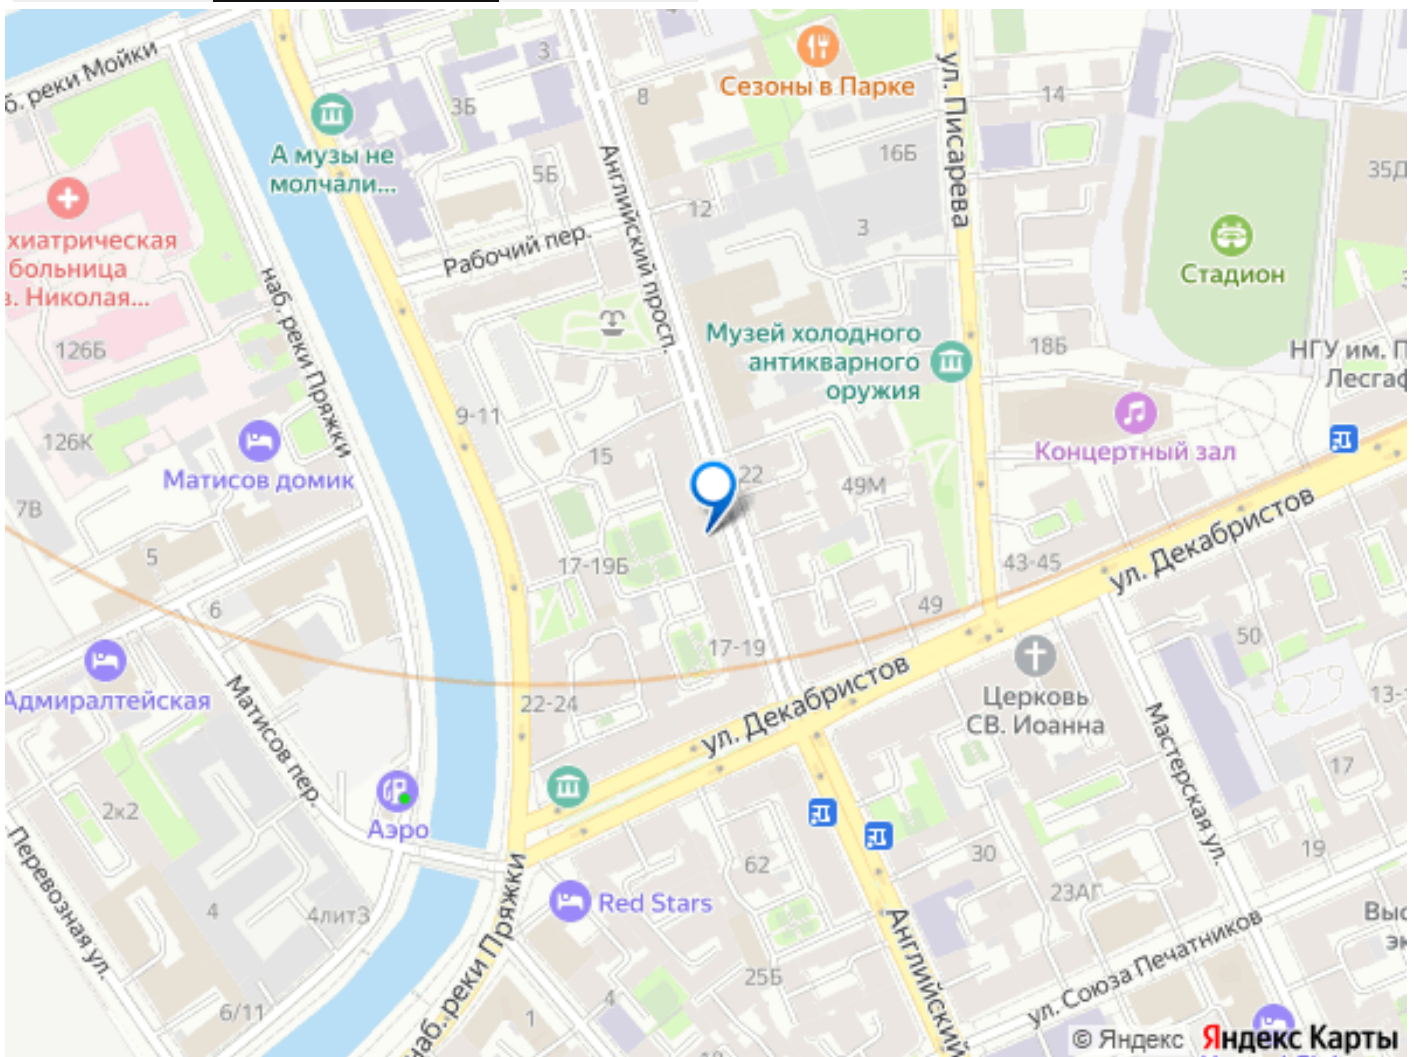 наб. реки Мойки
3
Сезоны в Парке
ул. Писарева
14
8
3Б
А музы не
молчали...
Английский просп.
16Б
35Д
5Б
12
3
хиатрическая
больница
в. Николая...
Рабочий пер.
Стадион
наб. реки Пряжки
126Б
Музей холодного
антикварного
оружия
18Б
НГУ им. П
Лесгаф
9-11
126К
Матисов домик
15
22
49М
Концертный зал
7В
5
17-19Б
43-45
ул. Декабристов
6
49
50
17-19
Адмиралтейская
22-24
ул. Декабристов
Церковь
СВ. Иоанна
13-
Матисов пер.
Мастерская ул.
17
2к2
Аэро
Перевозная ул.
62
30
19
23АГ
4
4лит3
Red Stars
наб. реки Пряжки
Английский
ул. Союза Печатников
Выс
эк
25Б
4
6/11
1
© Яндекс Яндекс Карты